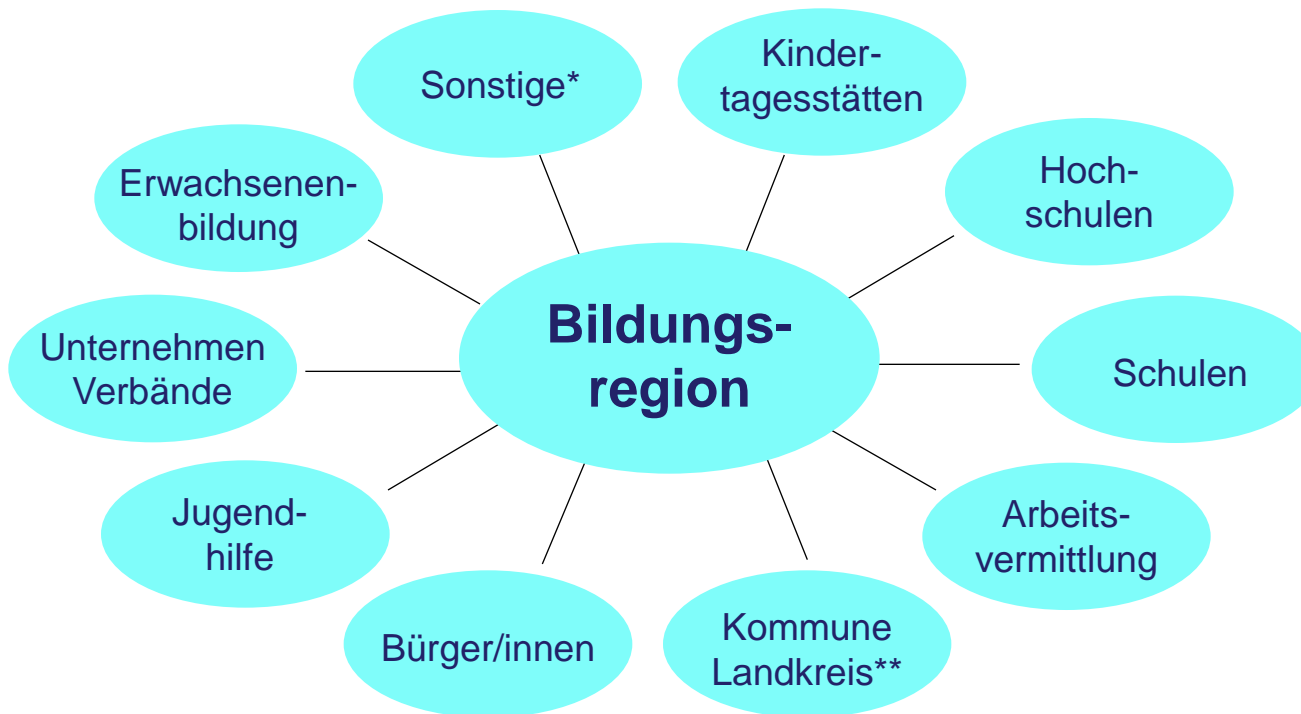 Sonstige*
Kinder-
tagesstätten
Hoch-
schulen
Schulen
Arbeits-
vermittlung
Kommune
Landkreis**
Bürger/innen
Jugend-
hilfe
Unternehmen
Verbände
Erwachsenen-
bildung
Bildungs-
region